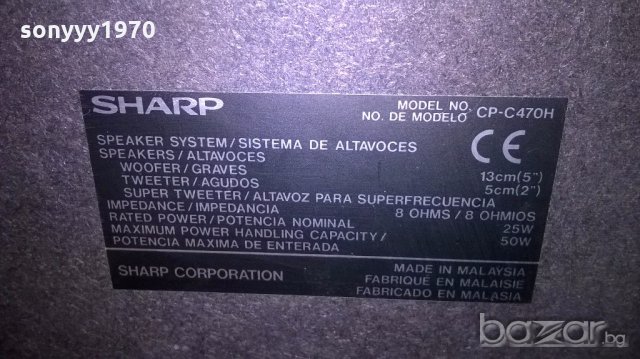 sonyyy1970
SHARP
MODEL NO. CP-C470H
NO. DE MODELO
SPEAKER SYSTEM/SISTEMA DE ALTAVOCES
SPEAKERS/ALTAVOCES
WOOFER/GRAVES 13cm(5")
TWEETER/AGUDOS 5cm(2")
SUPER TWEETER/ALTAVOZ PARA SUPERFRECUENCIA
IMPEDANCE/IMPEDANCIA 8 OHMS/8 OHMIOS
RATED POWER/POTENCIA NOMINAL 25W
MAXIMUM POWER HANDLING CAPACITY/ 50W
POTENCIA MAXIMA DE ENTERADA
CE
SHARP CORPORATION
MADE IN MALAYSIA
FABRIQUÉ EN MALAISIE
FABRICADO EN MALASIA
bazar.bg